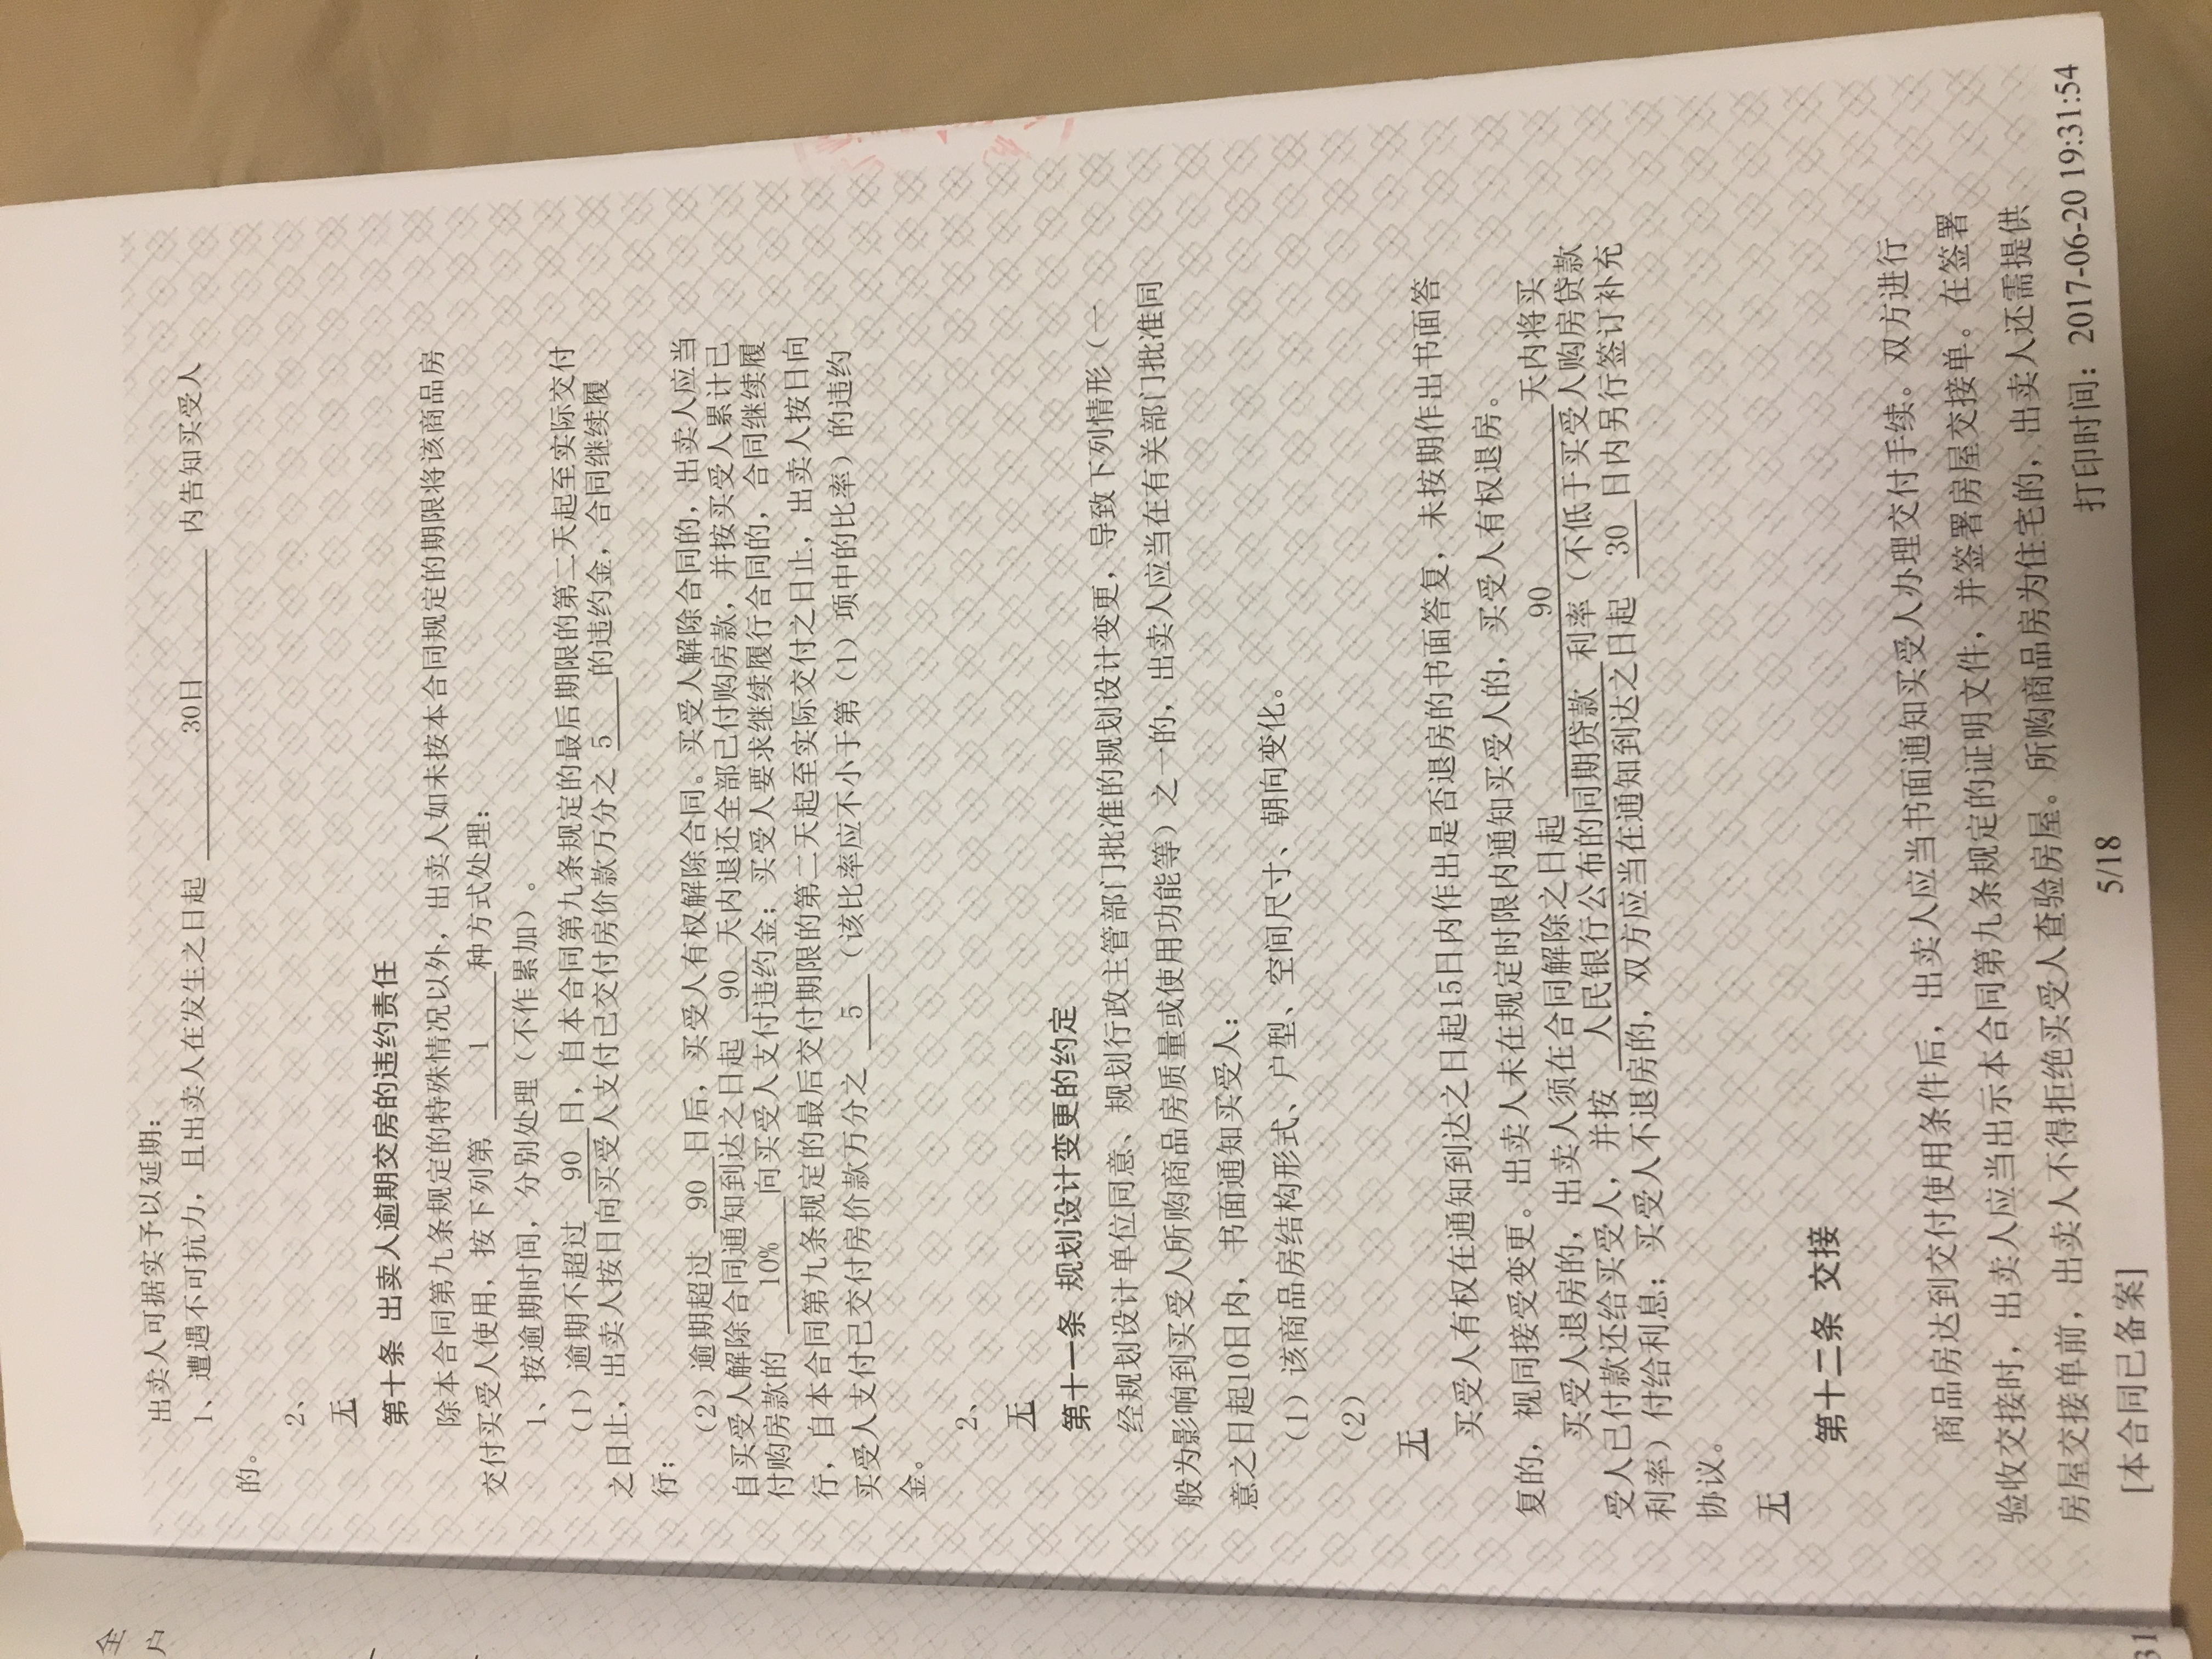 出卖人可据实予以延期：
1、遭遇不可抗力，且出卖人在发生之日起 30日 内告知买受人
的。
2、
无
第十条 出卖人逾期交房的违约责任
除本合同第九条规定的特殊情况以外，出卖人如未按本合同规定的期限将该商品房
交付买受人使用，按下列第 1 种方式处理：
1、按逾期时间，分别处理（不作累加）。
（1）逾期不超过 90 日，自本合同第九条规定的最后期限的第二天起至实际交付
之日止，出卖人按日向买受人支付已交付房价款万分之 5 的违约金，合同继续履
行；
（2）逾期超过 90 日后，买受人有权解除合同。买受人解除合同的，出卖人应当
自买受人解除合同通知到达之日起 90 天内退还全部已付购房款，并按买受人累计已
付购房款的 10% 向买受人支付违约金；买受人要求继续履行合同的，合同继续履
行，自本合同第九条规定的最后交付期限的第二天起至实际交付之日止，出卖人按日向
买受人支付已交付房价款万分之 5 （该比率应不小于第（1）项中的比率）的违约
金。
2、
无
第十一条 规划设计变更的约定
经规划设计单位同意、规划行政主管部门批准的规划设计变更，导致下列情形（一
般为影响到买受人所购商品房质量或使用功能等）之一的，出卖人应当在有关部门批准同
意之日起10日内，书面通知买受人：
（1）该商品房结构形式、户型、空间尺寸、朝向变化。
（2）
无
买受人有权在通知到达之日起15日内作出是否退房的书面答复，未按期作出书面答
复的，视同接受变更。出卖人未在规定时限内通知买受人的，买受人有权退房。
买受人退房的，出卖人须在合同解除之日起 90 天内将买
受人已付款还给买受人，并按 人民银行公布的同期贷款 利率（不低于买受人购房贷款
利率）付给利息；买受人不退房的，双方应当在通知到达之日起 30 日内另行签订补充
协议。
无
第十二条 交接
商品房达到交付使用条件后，出卖人应当书面通知买受人办理交付手续。双方进行
验收交接时，出卖人应当出示本合同第九条规定的证明文件，并签署房屋交接单。在签署
房屋交接单前，出卖人不得拒绝买受人查验房屋。所购商品房为住宅的，出卖人还需提供
打印时间：2017-06-20 19:31:54
5/18
[本合同已备案]